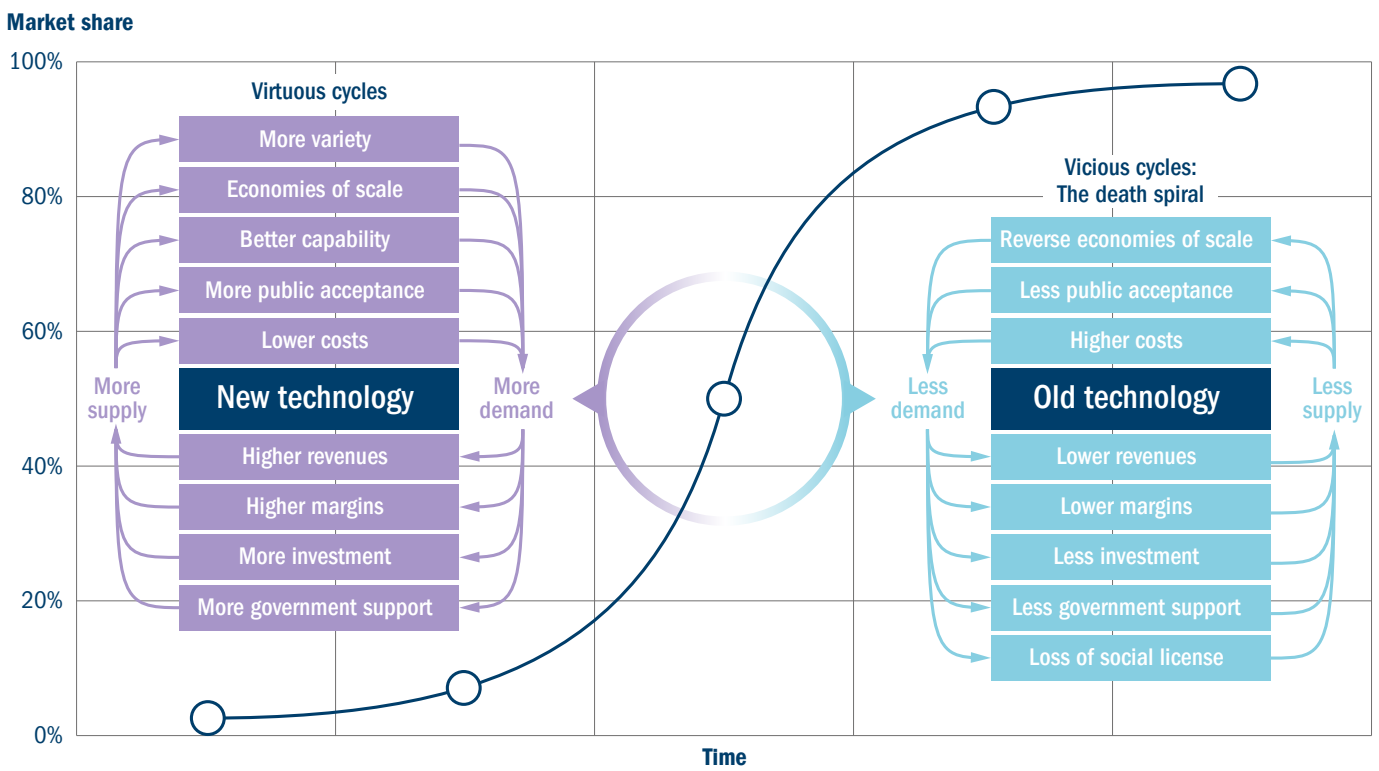 Market share
100%
80%
60%
40%
20%
0%
Time
Virtuous cycles
More variety
Economies of scale
Better capability
More public acceptance
Lower costs
New technology
Higher revenues
Higher margins
More investment
More government support
More
supply
More
demand
Vicious cycles:
The death spiral
Reverse economies of scale
Less public acceptance
Higher costs
Old technology
Lower revenues
Lower margins
Less investment
Less government support
Loss of social license
Less
demand
Less
supply